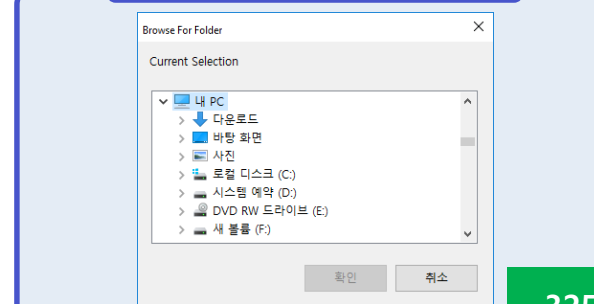 Browse For Folder
Current Selection
내 PC
다운로드
바탕 화면
사진
로컬 디스크 (C:)
시스템 예약 (D:)
DVD RW 드라이브 (E:)
새 볼륨 (F:)
확인 취소